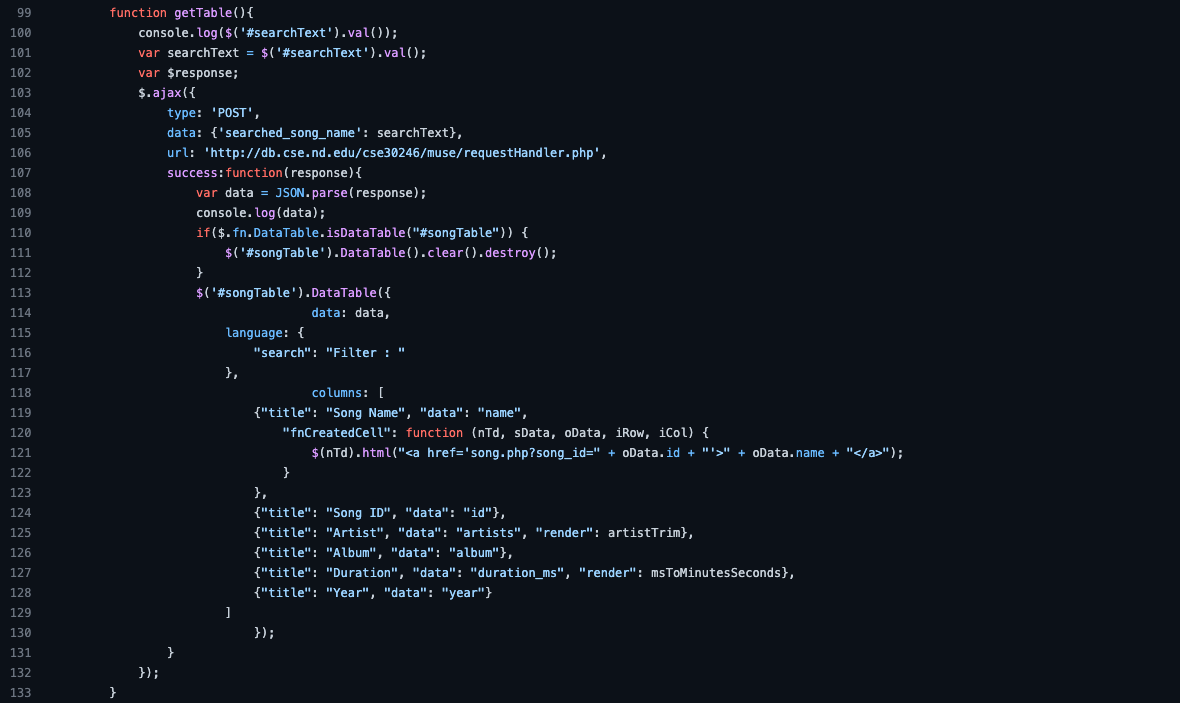 99 function getTable(){
100 console.log($('#searchText').val());
101 var searchText = $('#searchText').val();
102 var $response;
103 $.ajax({
104 type: 'POST',
105 data: {'searched_song_name': searchText},
106 url: 'http://db.cse.nd.edu/cse30246/muse/requestHandler.php',
107 success:function(response){
108 var data = JSON.parse(response);
109 console.log(data);
110 if($.fn.DataTable.isDataTable("#songTable")) {
111 $('#songTable').DataTable().clear().destroy();
112 }
113 $('#songTable').DataTable({
114 data: data,
115 language: {
116 "search": "Filter : "
117 },
118 columns: [
119 {"title": "Song Name", "data": "name",
120 "fnCreatedCell": function (nTd, sData, oData, iRow, iCol) {
121 $(nTd).html("<a href='song.php?song_id=" + oData.id + "'>" + oData.name + "</a>");
122 }
123 },
124 {"title": "Song ID", "data": "id"},
125 {"title": "Artist", "data": "artists", "render": artistTrim},
126 {"title": "Album", "data": "album"},
127 {"title": "Duration", "data": "duration_ms", "render": msToMinutesSeconds},
128 {"title": "Year", "data": "year"}
129 ]
130 });
131 }
132 });
133 }